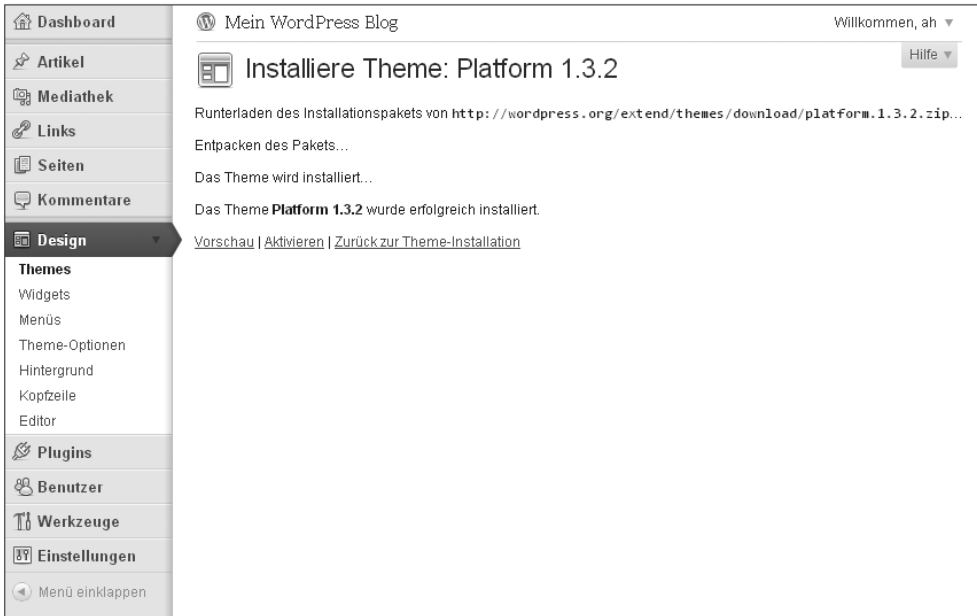 Dashboard
Artikel
Mediathek
Links
Seiten
Kommentare
Design
Themes
Widgets
Menüs
Theme-Optionen
Hintergrund
Kopfzeile
Editor
Plugins
Benutzer
Werkzeuge
Einstellungen
Menü einklappen
Mein WordPress Blog
Willkommen, ah
Hilfe
Installiere Theme: Platform 1.3.2
Runterladen des Installationspakets von http://wordpress.org/extend/themes/download/platform.1.3.2.zip…
Entpacken des Pakets…
Das Theme wird installiert…
Das Theme Platform 1.3.2 wurde erfolgreich installiert.
Vorschau | Aktivieren | Zurück zur Theme-Installation